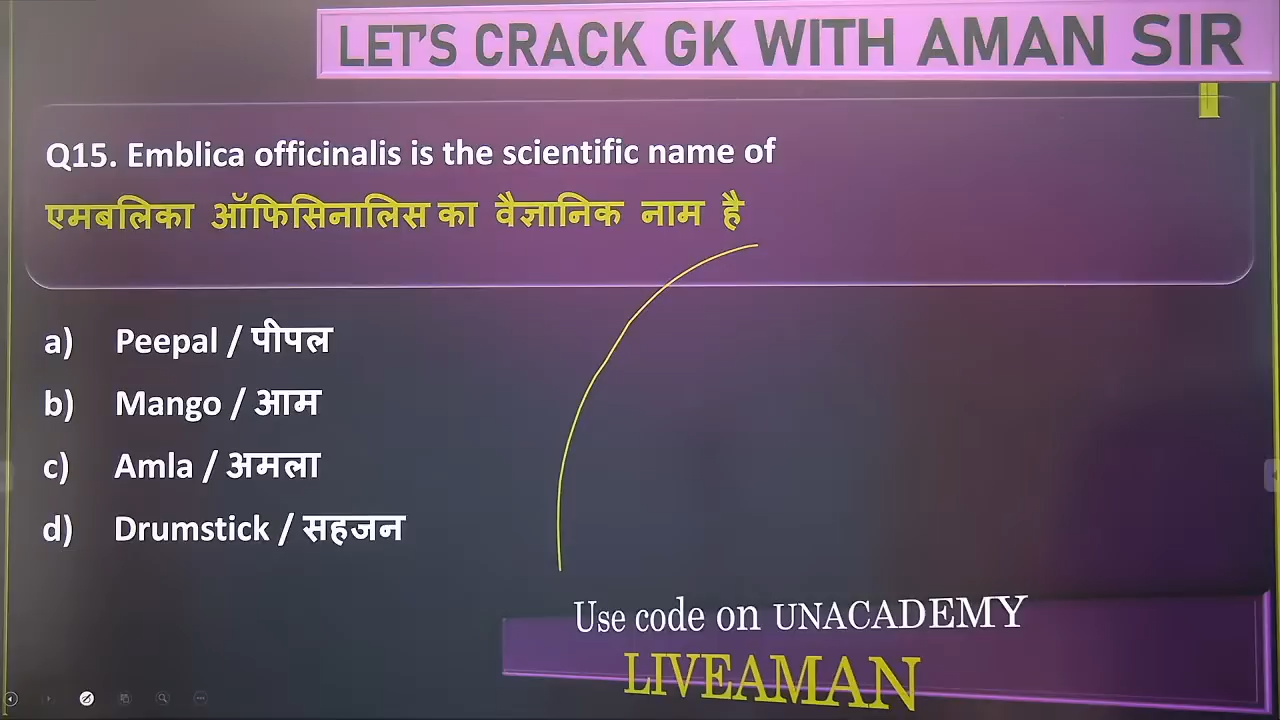 LET'S CRACK GK WITH AMAN SIR
Q15. Emblica officinalis is the scientific name of
एमबलिका ऑफिसिनालिस का वैज्ञानिक नाम है
a) Peepal / पीपल
b) Mango / आम
c) Amla / अमला
d) Drumstick / सहजन
Use code on UNACADEMY
LIVEAMAN